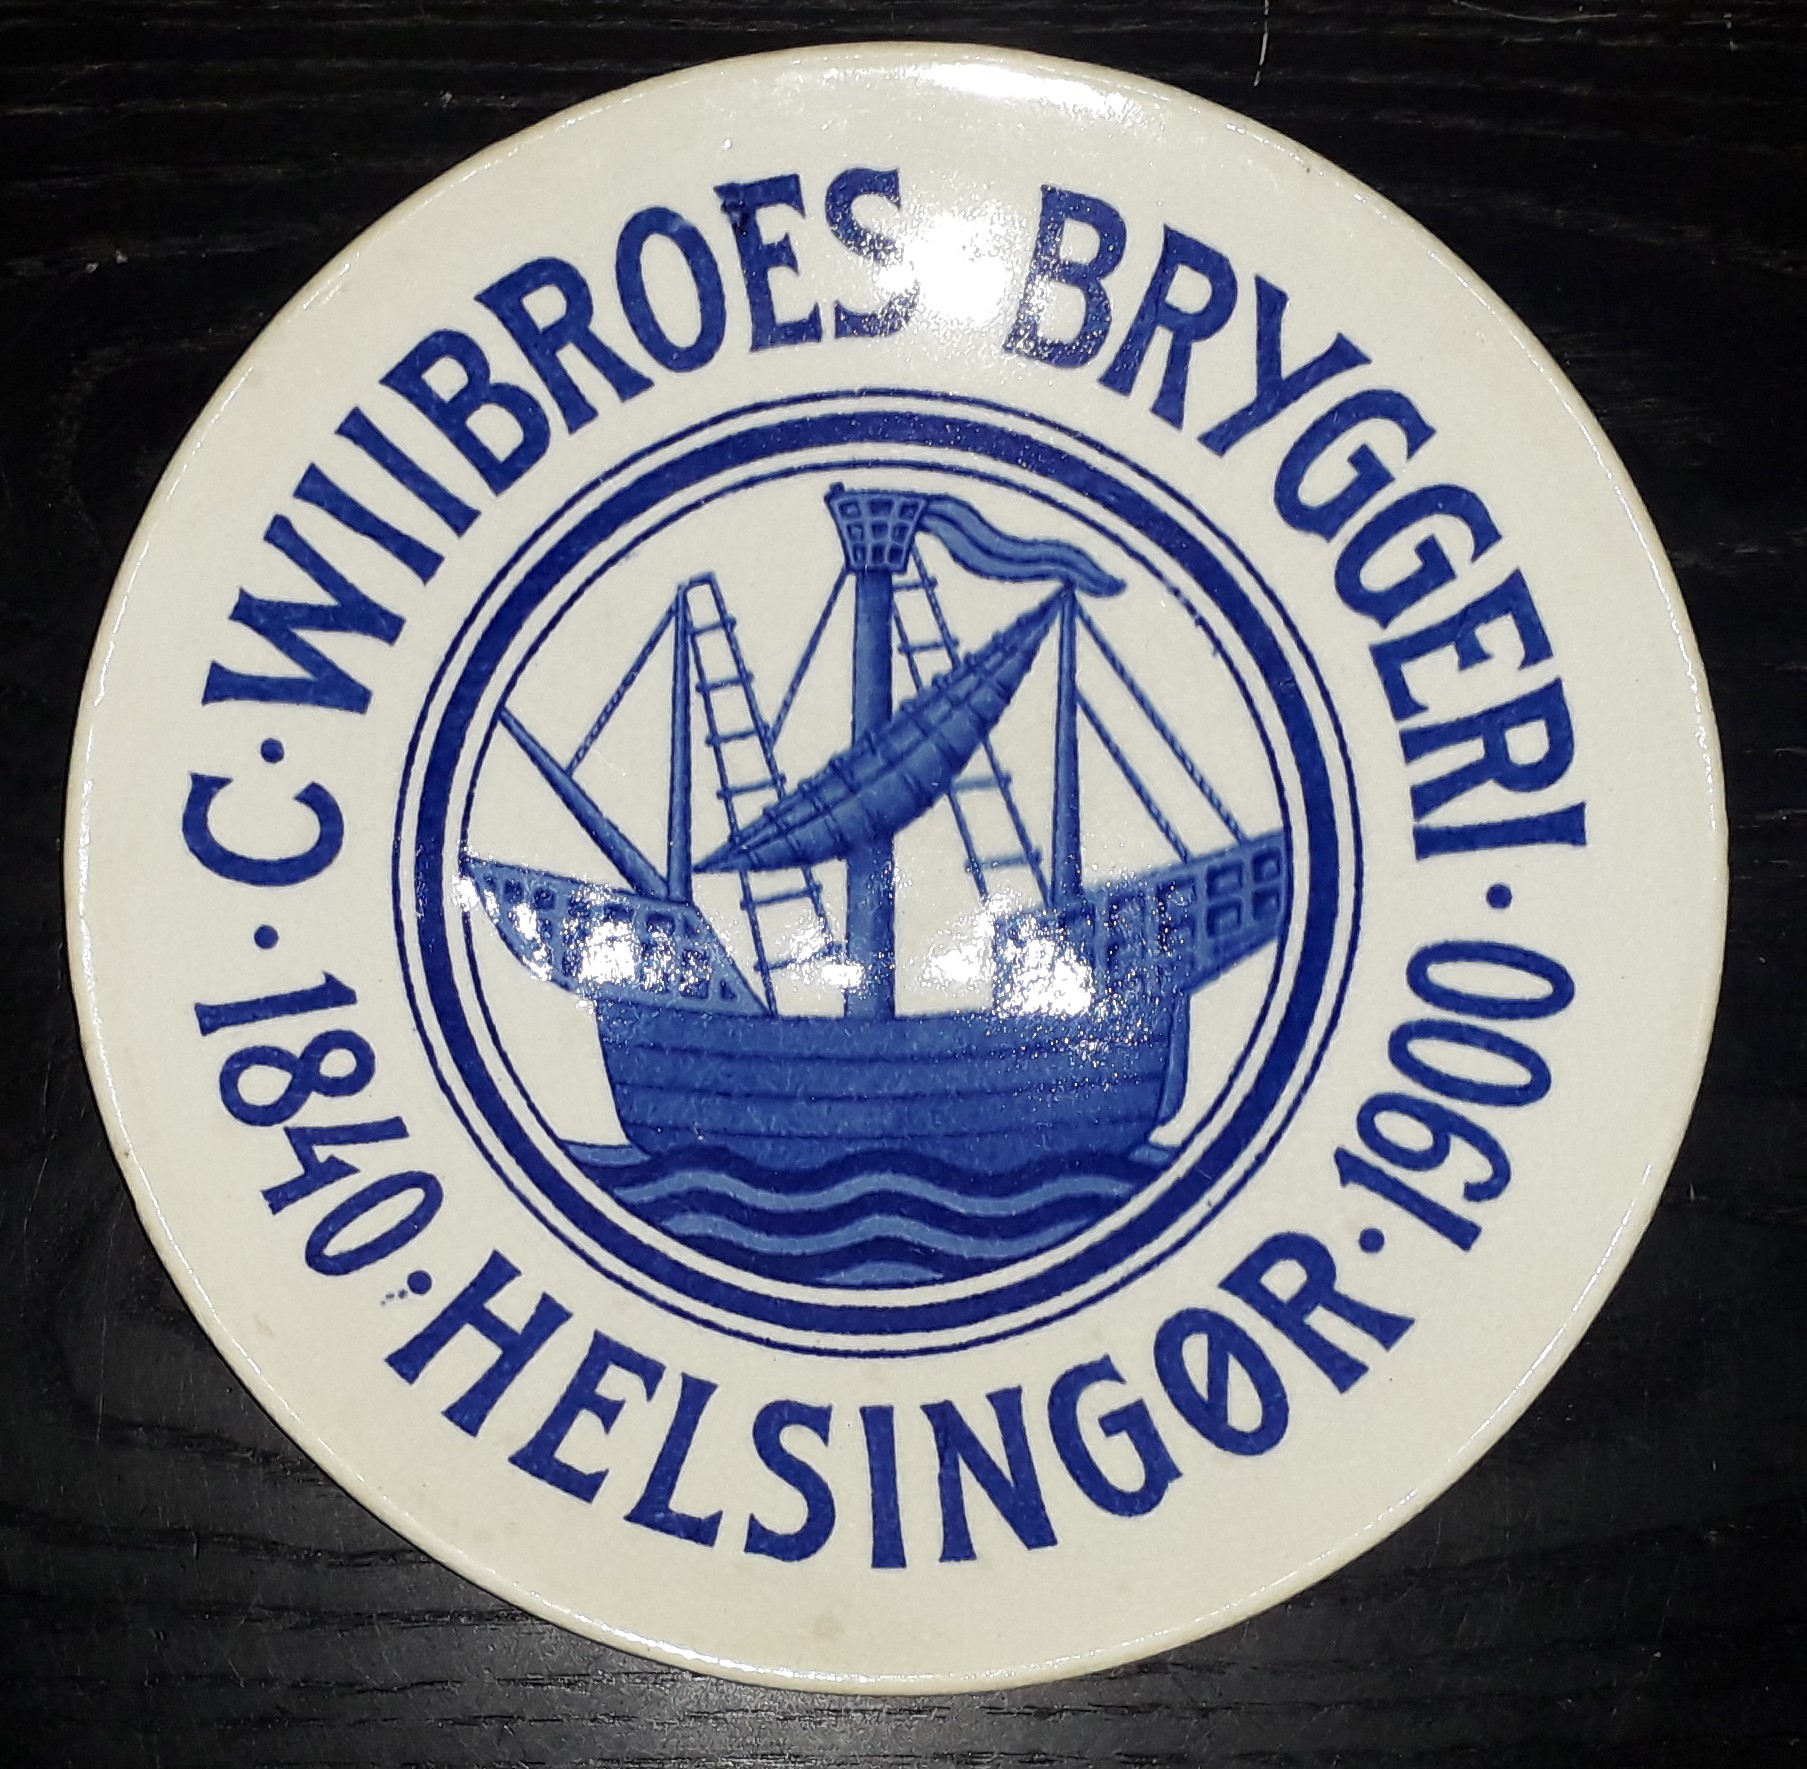 C·WIIBROES BRYGGERI
·1840·HELSINGØR·1900·